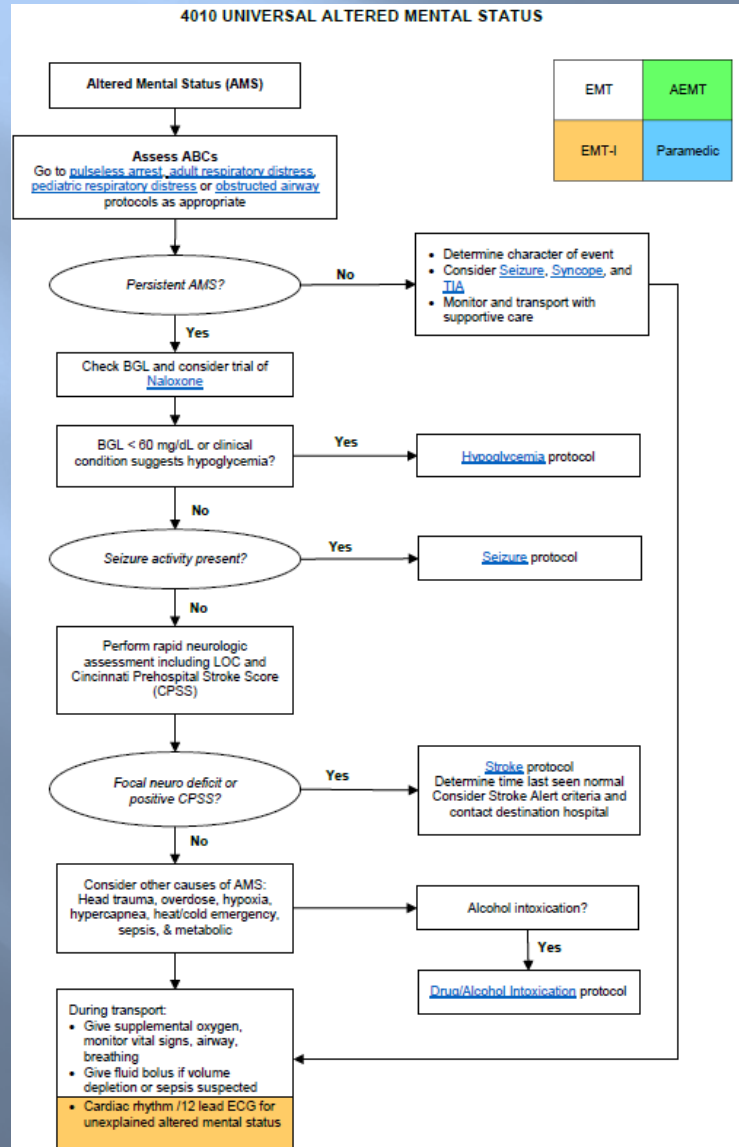 4010 UNIVERSAL ALTERED MENTAL STATUS
EMT
AEMT
EMT-I
Paramedic
Altered Mental Status (AMS)
Assess ABCs
Go to pulseless arrest, adult respiratory distress,
pediatric respiratory distress or obstructed airway
protocols as appropriate
Persistent AMS?
No
• Determine character of event
• Consider Seizure, Syncope, and
TIA
• Monitor and transport with
supportive care
Yes
Check BGL and consider trial of
Naloxone
BGL < 60 mg/dL or clinical
condition suggests hypoglycemia?
Yes
Hypoglycemia protocol
No
Seizure activity present?
Yes
Seizure protocol
No
Perform rapid neurologic
assessment including LOC and
Cincinnati Prehospital Stroke Score
(CPSS)
Focal neuro deficit or
positive CPSS?
Yes
Stroke protocol
Determine time last seen normal
Consider Stroke Alert criteria and
contact destination hospital
No
Consider other causes of AMS:
Head trauma, overdose, hypoxia,
hypercapnea, heat/cold emergency,
sepsis, & metabolic
Alcohol intoxication?
Yes
Drug/Alcohol Intoxication protocol
During transport:
• Give supplemental oxygen,
monitor vital signs, airway,
breathing
• Give fluid bolus if volume
depletion or sepsis suspected
• Cardiac rhythm /12 lead ECG for
unexplained altered mental status